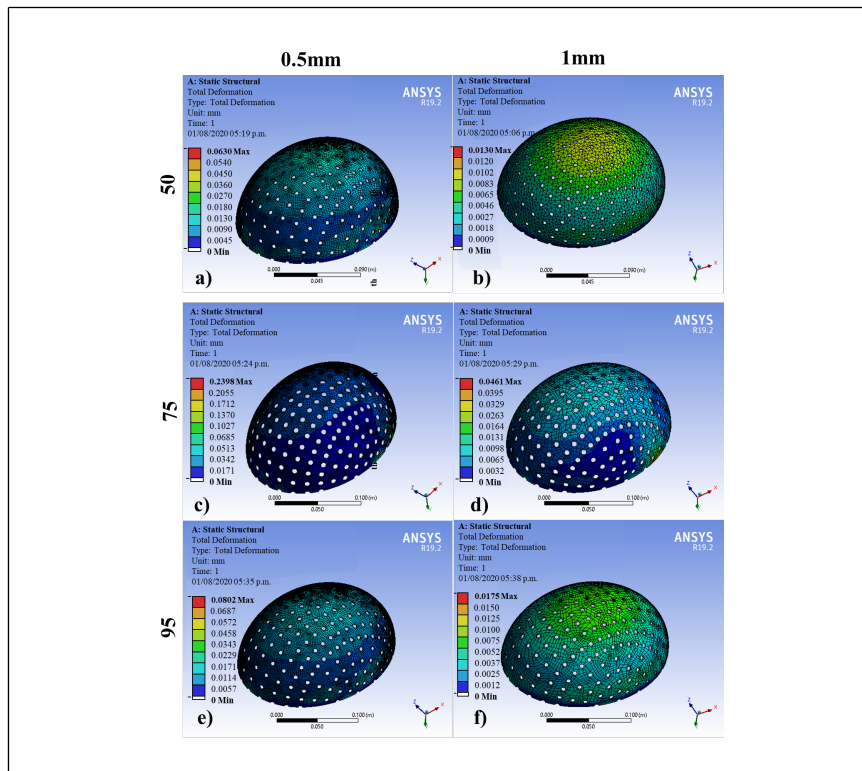 0.5mm
1mm
50
A: Static Structural
Total Deformation
Type: Total Deformation
Unit: mm
Time: 1
01/08/2020 05:19 p.m.
ANSYS
R19.2
0.0630 Max
0.0540
0.0450
0.0360
0.0270
0.0180
0.0130
0.0090
0.0045
0 Min
0.000
0.045
0.090 (m)
Z
X
Y
th
a)
A: Static Structural
Total Deformation
Type: Total Deformation
Unit: mm
Time: 1
01/08/2020 05:06 p.m.
ANSYS
R19.2
0.0130 Max
0.0120
0.0102
0.0083
0.0065
0.0046
0.0027
0.0018
0.0009
0 Min
0.000
0.045
0.090 (m)
Z
X
Y
b)
75
A: Static Structural
Total Deformation
Type: Total Deformation
Unit: mm
Time: 1
01/08/2020 05:24 p.m.
ANSYS
R19.2
0.2398 Max
0.2055
0.1712
0.1370
0.1027
0.0685
0.0513
0.0342
0.0171
0 Min
0.000
0.050
0.100 (m)
Z
X
Y
c)
A: Static Structural
Total Deformation
Type: Total Deformation
Unit: mm
Time: 1
01/08/2020 05:29 p.m.
ANSYS
R19.2
0.0461 Max
0.0395
0.0329
0.0263
0.0164
0.0131
0.0098
0.0065
0.0032
0 Min
0.000
0.050
0.100 (m)
Z
X
Y
d)
95
A: Static Structural
Total Deformation
Type: Total Deformation
Unit: mm
Time: 1
01/08/2020 05:35 p.m.
ANSYS
R19.2
0.0802 Max
0.0687
0.0572
0.0458
0.0343
0.0229
0.0171
0.0114
0.0057
0 Min
0.000
0.050
0.100 (m)
Z
X
Y
e)
A: Static Structural
Total Deformation
Type: Total Deformation
Unit: mm
Time: 1
01/08/2020 05:38 p.m.
ANSYS
R19.2
0.0175 Max
0.0150
0.0125
0.0100
0.0075
0.0052
0.0037
0.0025
0.0012
0 Min
0.000
0.050
0.100 (m)
Z
X
Y
f)